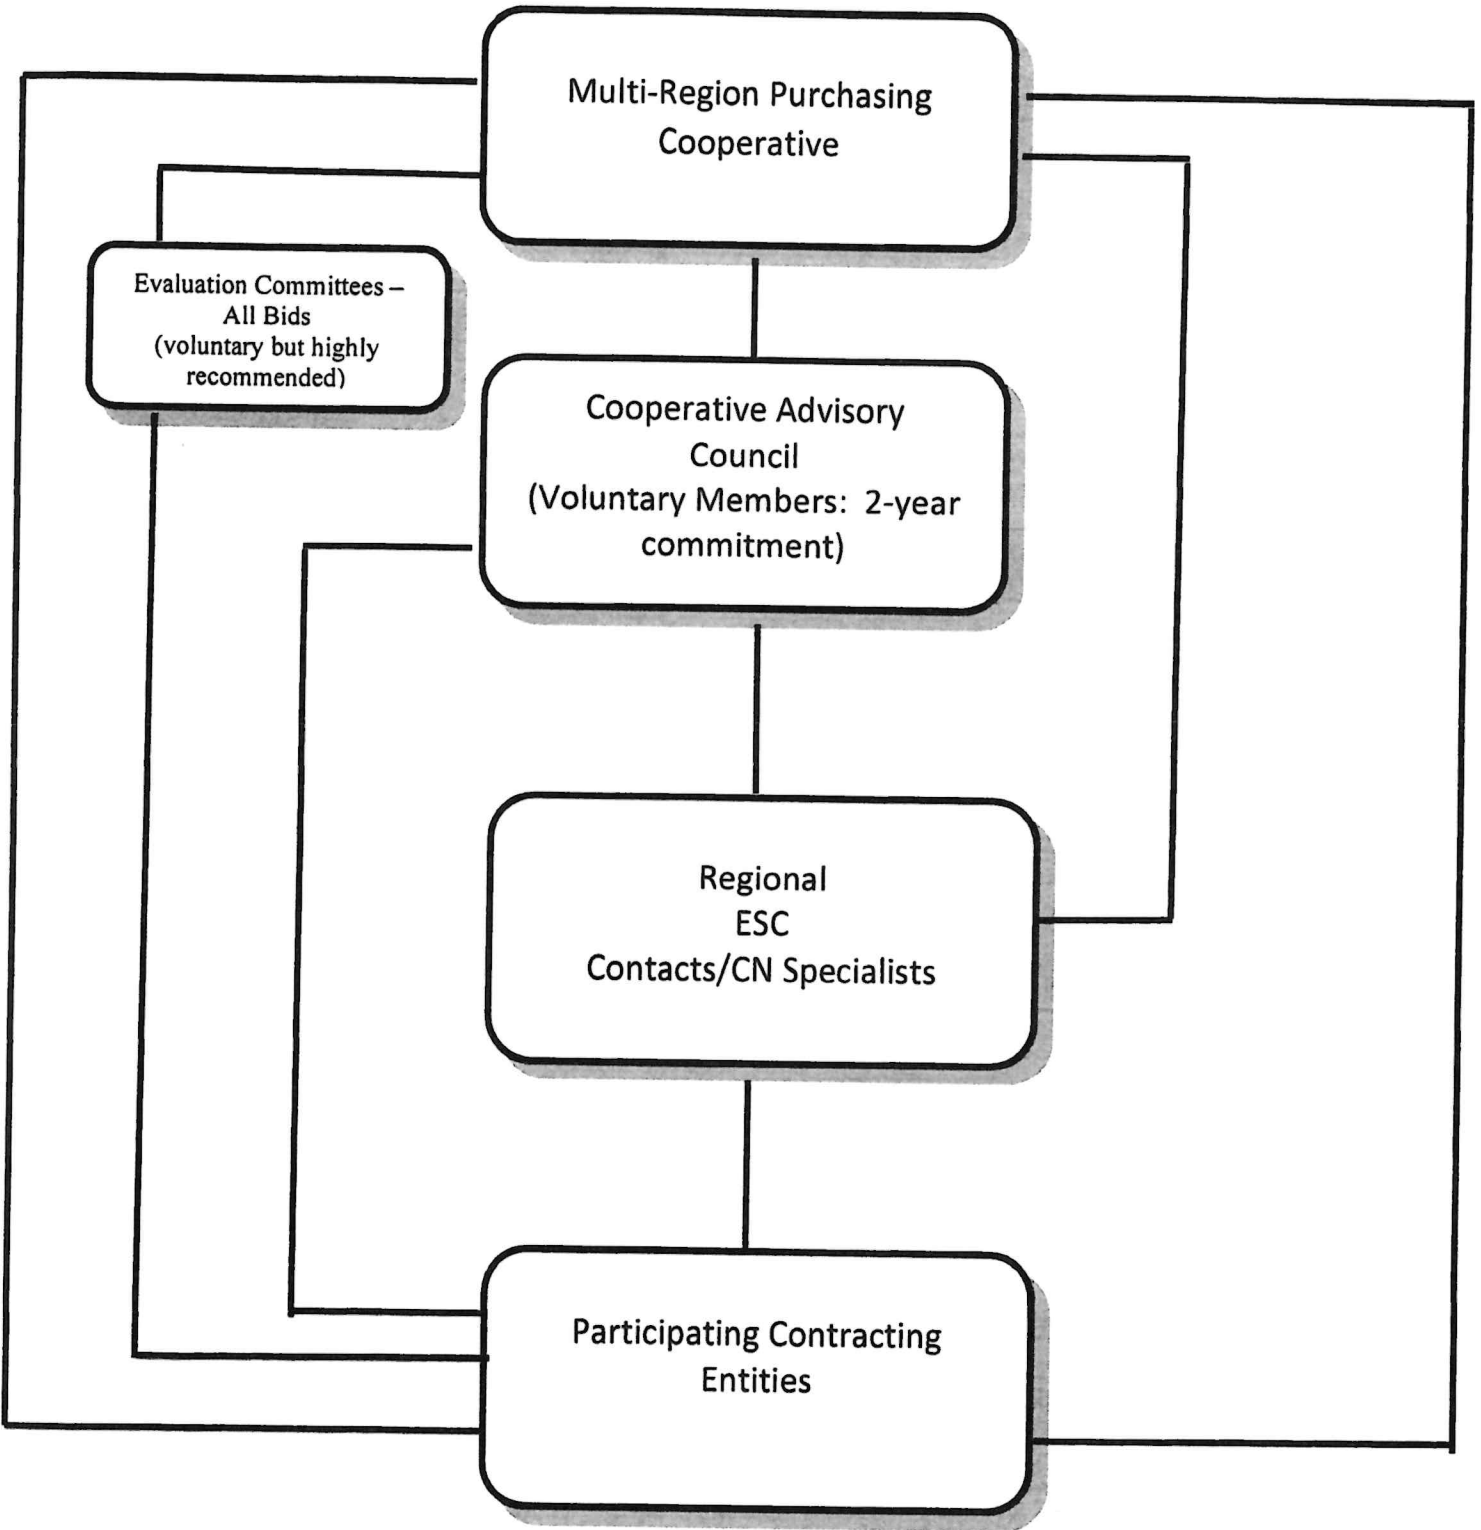 Multi-Region Purchasing
Cooperative
Evaluation Committees –
All Bids
(voluntary but highly
recommended)
Cooperative Advisory
Council
(Voluntary Members:  2-year
commitment)
Regional
ESC
Contacts/CN Specialists
Participating Contracting
Entities